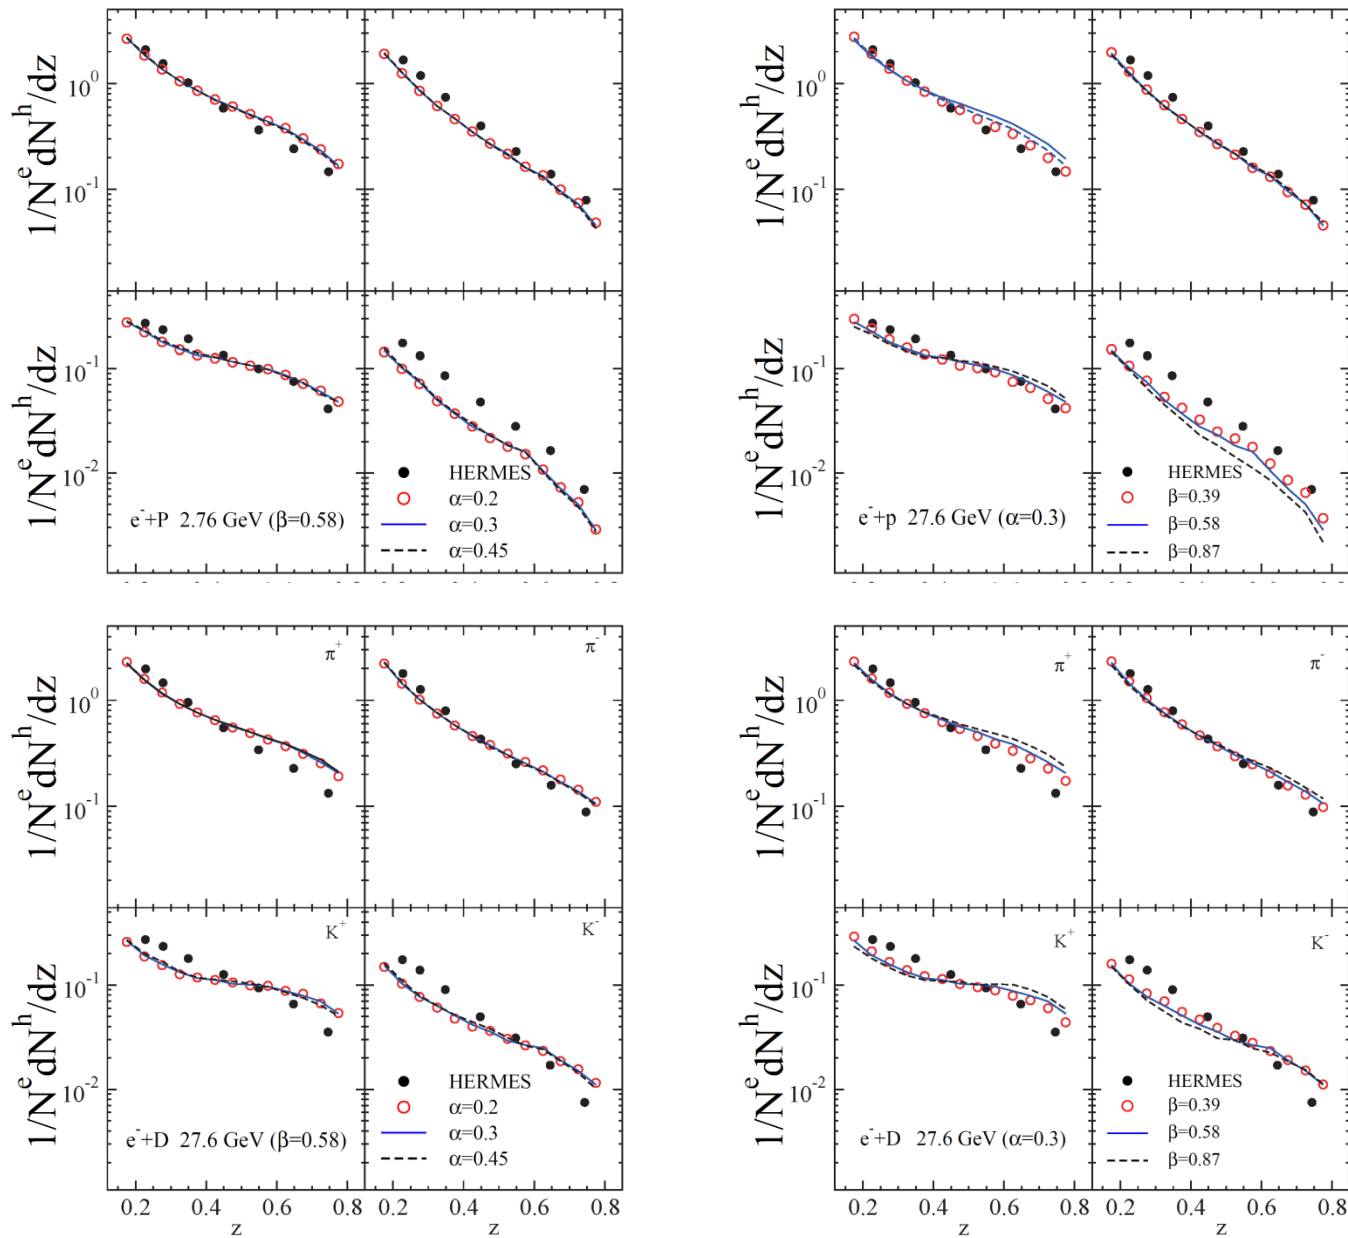 1/N^e dN^h/dz
10^0
10^-1
1/N^e dN^h/dz
10^-1
10^-2
e^-+P 2.76 GeV (β=0.58)
HERMES
α=0.2
α=0.3
α=0.45
1/N^e dN^h/dz
10^0
10^-1
1/N^e dN^h/dz
10^-1
10^-2
e^-+p 27.6 GeV (α=0.3)
HERMES
β=0.39
β=0.58
β=0.87
1/N^e dN^h/dz
10^0
10^-1
π^+
π^-
1/N^e dN^h/dz
10^-1
10^-2
K^+
K^-
e^-+D 27.6 GeV (β=0.58)
HERMES
α=0.2
α=0.3
α=0.45
0.2 0.4 0.6 0.8 0.2 0.4 0.6 0.8
z z
1/N^e dN^h/dz
10^0
10^-1
π^+
π^-
1/N^e dN^h/dz
10^-1
10^-2
K^+
K^-
e^-+D 27.6 GeV (α=0.3)
HERMES
β=0.39
β=0.58
β=0.87
0.2 0.4 0.6 0.8 0.2 0.4 0.6 0.8
z z